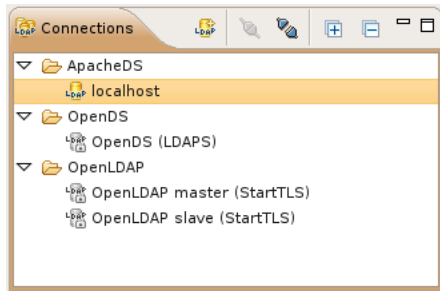 Connections
ApacheDS
localhost
OpenDS
OpenDS (LDAPS)
OpenLDAP
OpenLDAP master (StartTLS)
OpenLDAP slave (StartTLS)